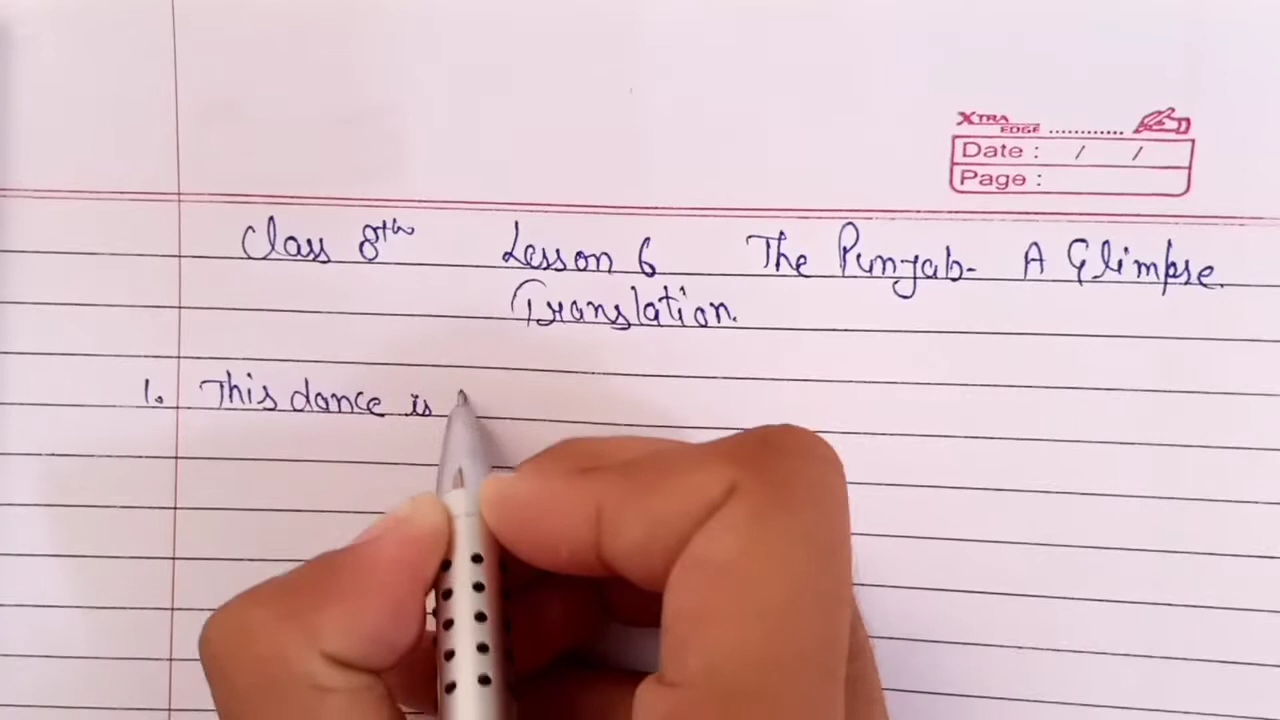 XTRA
EDGE ............
Date : / /
Page :
Class 8th Lesson 6 The Punjab- A Glimpse.
Translation.
1. This dance is